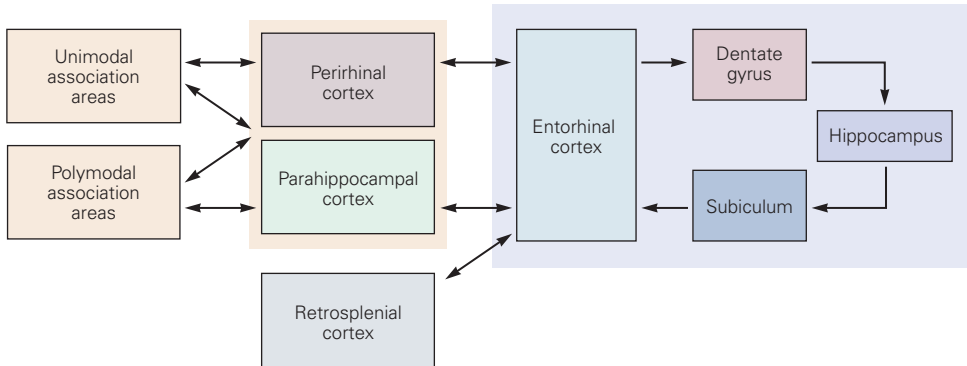 Unimodal
association
areas
Polymodal
association
areas
Perirhinal
cortex
Parahippocampal
cortex
Retrosplenial
cortex
Entorhinal
cortex
Dentate
gyrus
Hippocampus
Subiculum